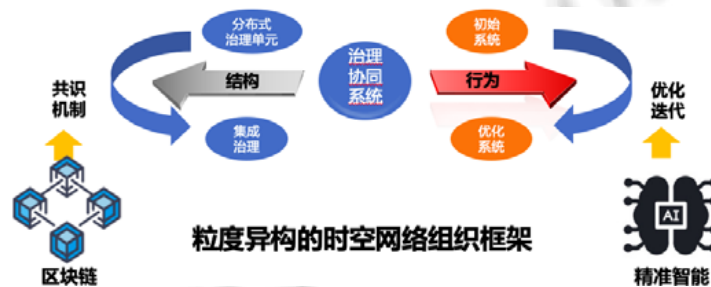 分布式
治理单元
初始
系统
治理
协同
系统
结构
行为
共识
机制
优化
迭代
集成
治理
优化
系统
AI
粒度异构的时空网络组织框架
区块链
精准智能